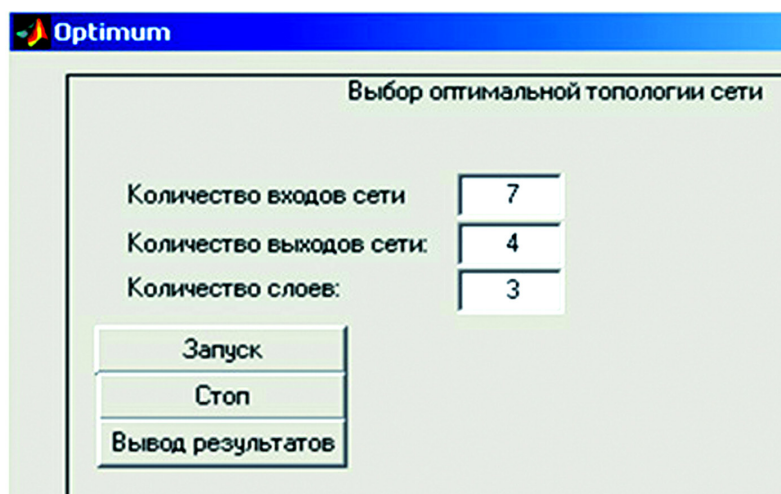 Optimum
Выбор оптимальной топологии сети
Количество входов сети 7
Количество выходов сети: 4
Количество слоев: 3
Запуск
Стоп
Вывод результатов